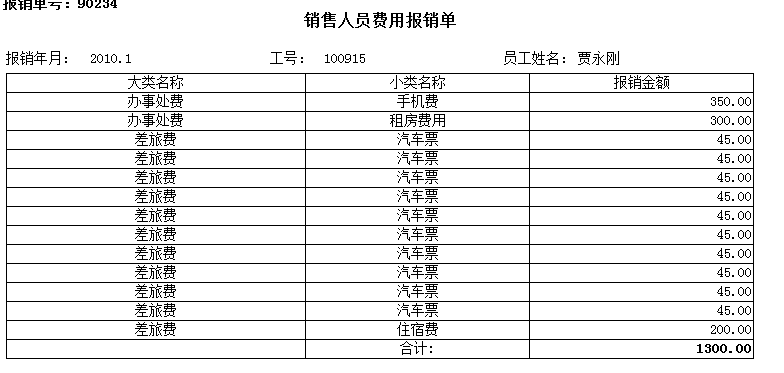 报销单号：90234
销售人员费用报销单
报销年月： 2010.1 工号： 100915 员工姓名：贾永刚
大类名称 小类名称 报销金额
办事处费 手机费 350.00
办事处费 租房费用 300.00
差旅费 汽车票 45.00
差旅费 汽车票 45.00
差旅费 汽车票 45.00
差旅费 汽车票 45.00
差旅费 汽车票 45.00
差旅费 汽车票 45.00
差旅费 汽车票 45.00
差旅费 汽车票 45.00
差旅费 汽车票 45.00
差旅费 汽车票 45.00
差旅费 住宿费 200.00
合计: 1300.00